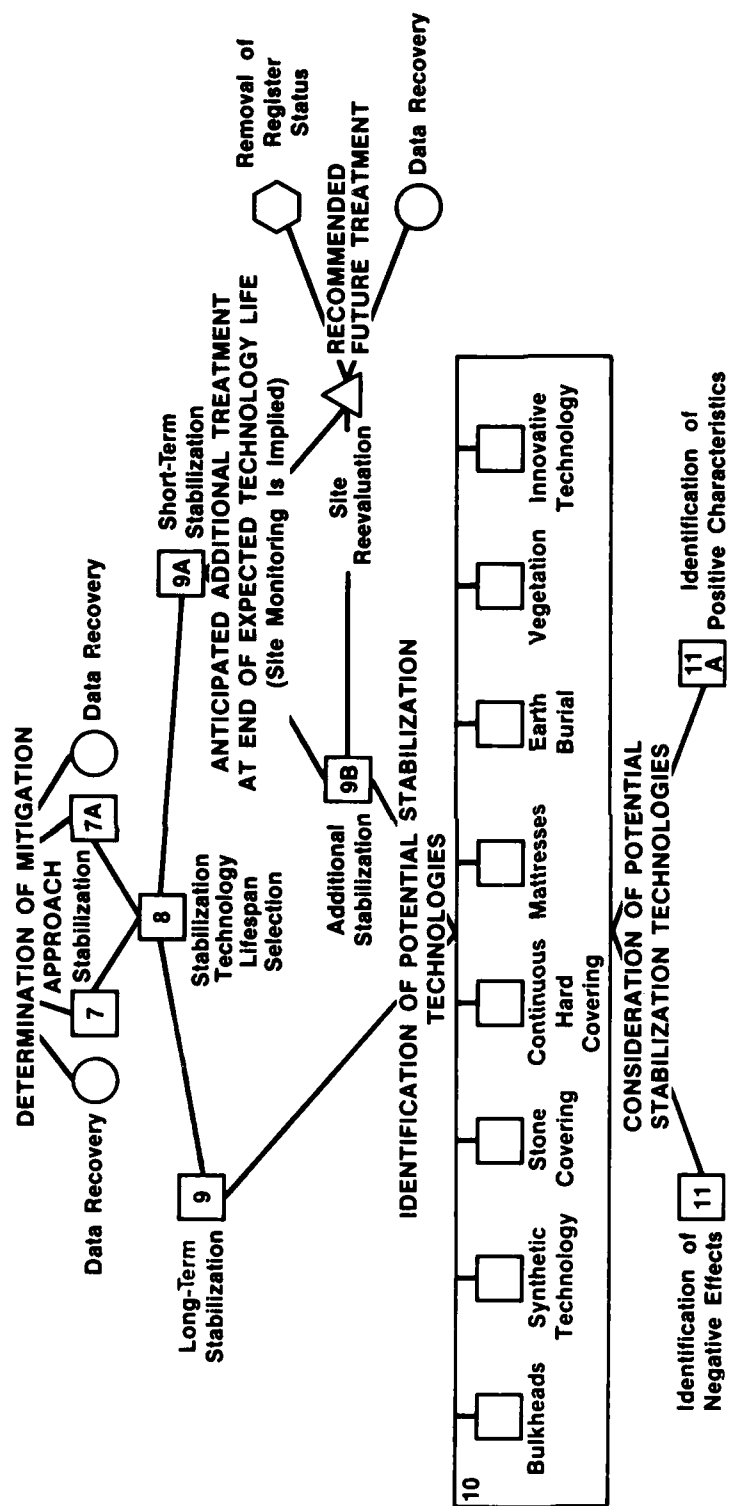 DETERMINATION OF MITIGATION
APPROACH
Data Recovery
7
Stabilization
7A
Data Recovery
8
Stabilization
Technology
Lifespan
Selection
9
Long-Term
Stabilization
9A
Short-Term
Stabilization
ANTICIPATED ADDITIONAL TREATMENT
AT END OF EXPECTED TECHNOLOGY LIFE
(Site Monitoring Is Implied)
9B
Additional
Stabilization
Site
Reevaluation
RECOMMENDED
FUTURE TREATMENT
Removal of
Register
Status
Data Recovery
IDENTIFICATION OF POTENTIAL STABILIZATION
TECHNOLOGIES
10
Bulkheads
Synthetic
Technology
Stone
Covering
Continuous
Hard
Covering
Mattresses
Earth
Burial
Vegetation
Innovative
Technology
CONSIDERATION OF POTENTIAL
STABILIZATION TECHNOLOGIES
11
Identification of
Negative Effects
11
A
Identification of
Positive Characteristics